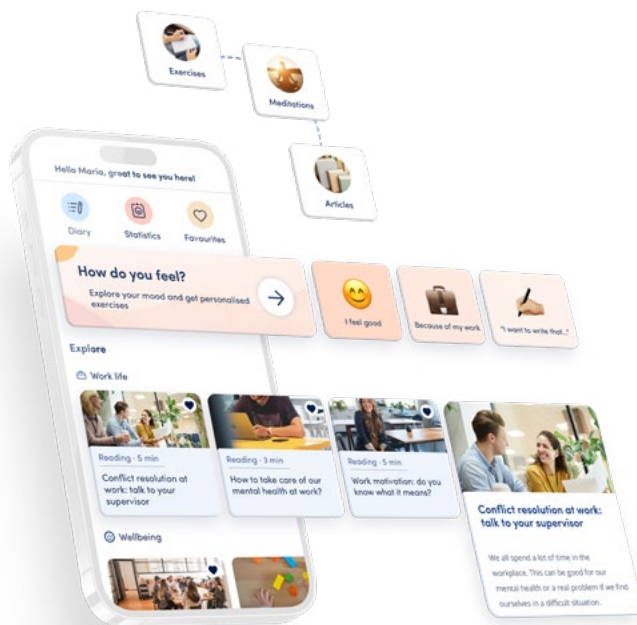 Exercises
Meditations
Articles
Hello Maria, great to see you here!
Diary
Statistics
Favourites
How do you feel?
Explore your mood and get personalised
exercises
I feel good
Because of my work
"I want to write that..."
Explore
Work life
Reading · 5 min
Conflict resolution at
work: talk to your
supervisor
Reading · 3 min
How to take care of our
mental health at work?
Reading · 5 min
Work motivation: do you
know what it means?
Conflict resolution at work:
talk to your supervisor
We all spend a lot of time in the
workplace. This can be good for our
mental health or a real problem if we find
ourselves in a difficult situation.
Wellbeing